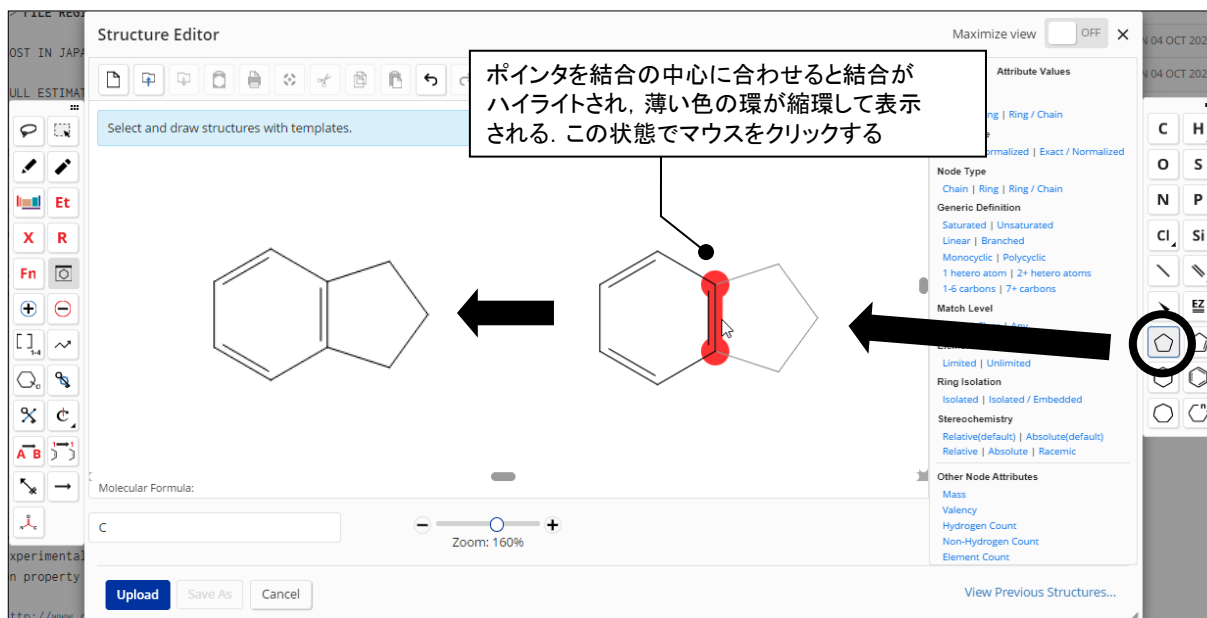 Structure Editor
Maximize view OFF
OST IN JAPA
ULL ESTIMAT
N 04 OCT 202
N 04 OCT 202
ポインタを結合の中心に合わせると結合が
ハイライトされ，薄い色の環が縮環して表示
される．この状態でマウスをクリックする
Select and draw structures with templates.
Attribute Values
ng | Ring / Chain
ormalized | Exact / Normalized
Node Type
Chain | Ring | Ring / Chain
Generic Definition
Saturated | Unsaturated
Linear | Branched
Monocyclic | Polycyclic
1 hetero atom | 2+ hetero atoms
1-6 carbons | 7+ carbons
Match Level
Limited | Unlimited
Ring Isolation
Isolated | Isolated / Embedded
Stereochemistry
Relative(default) | Absolute(default)
Relative | Absolute | Racemic
Other Node Attributes
Mass
Valency
Hydrogen Count
Non-Hydrogen Count
Element Count
Et
X R
Fn
1-4
A B
C H
O S
N P
Cl Si
EZ
Molecular Formula:
C
Zoom: 160%
xperimental
n property
Upload Save As Cancel
View Previous Structures...